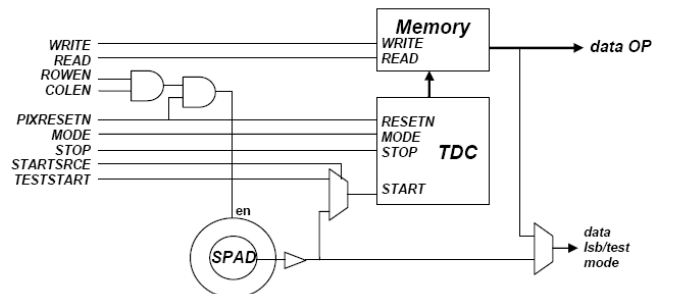 Memory
WRITE
WRITE
READ
READ
data OP
ROWEN
COLEN
PIXRESETN
RESETN
MODE
MODE
STOP
STOP
TDC
STARTSRCE
TESTSTART
START
en
SPAD
data
lsb/test
mode